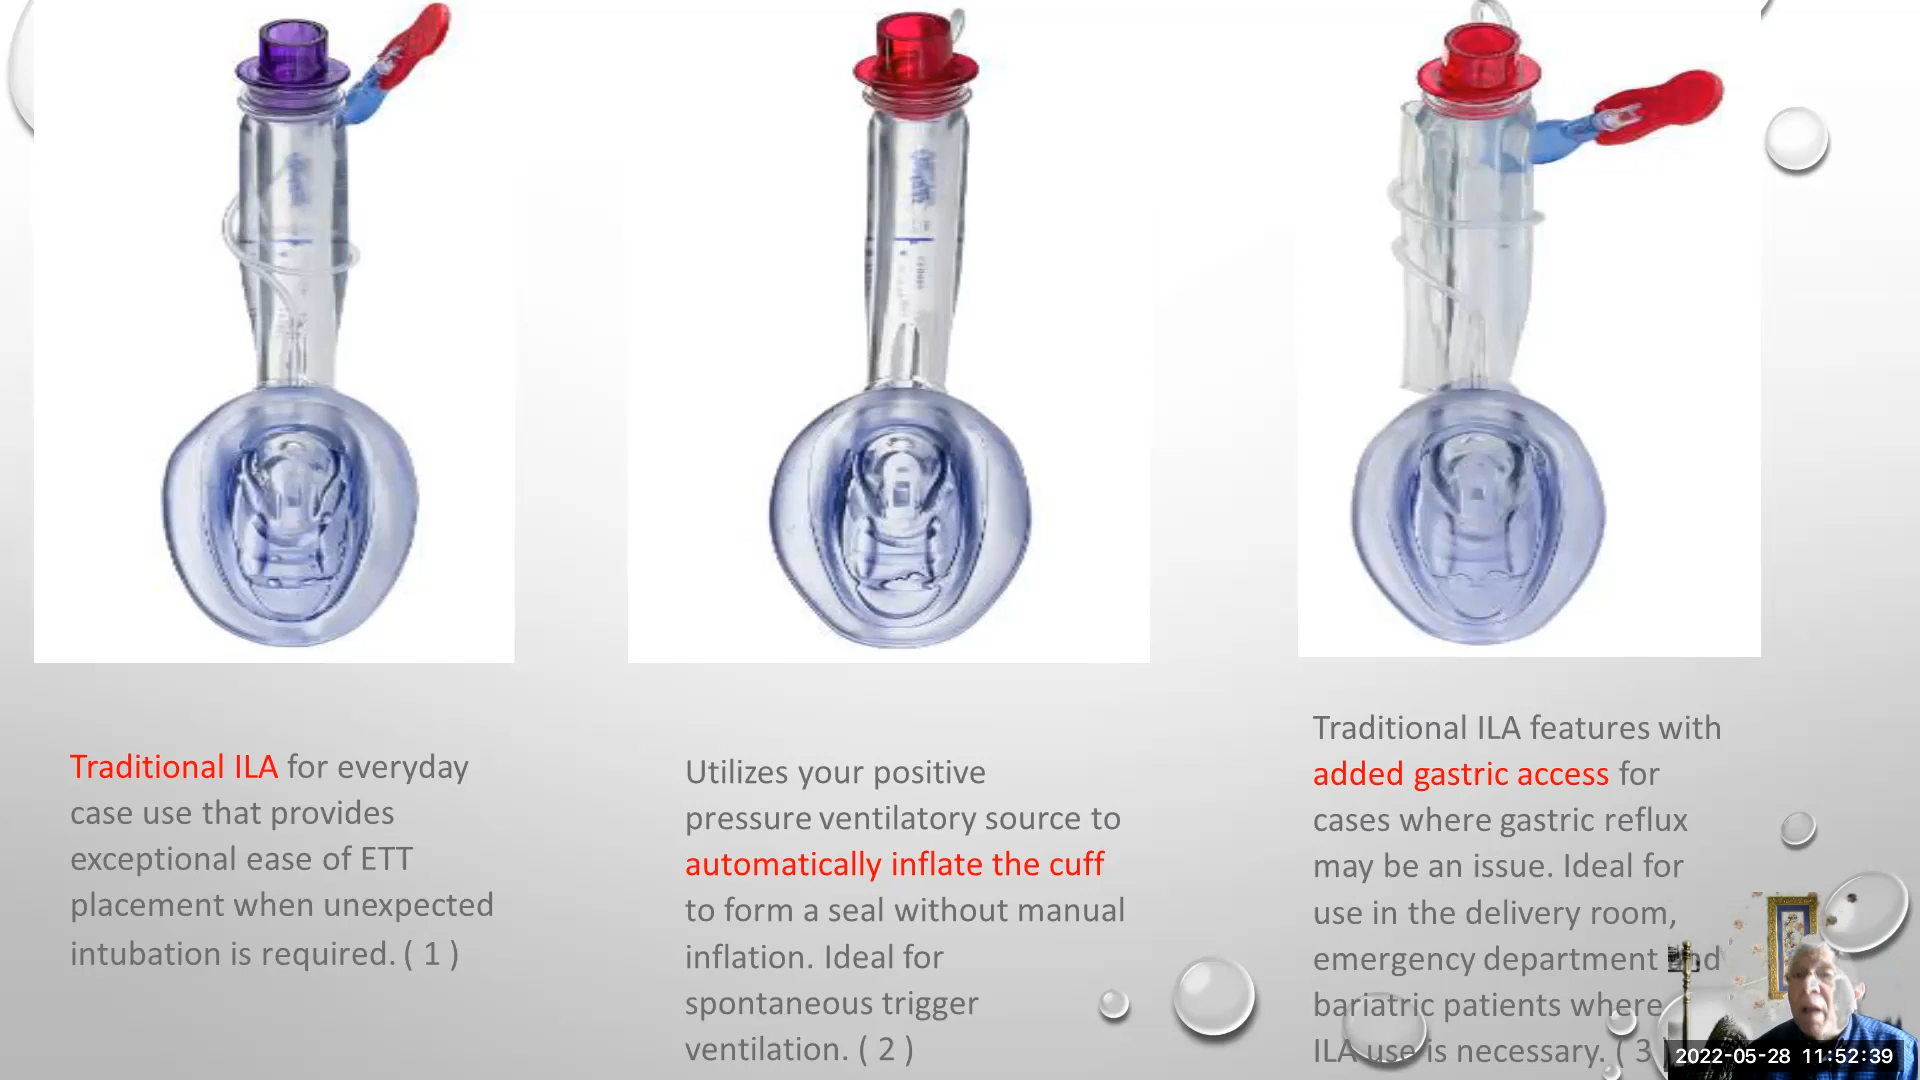 Traditional ILA for everyday
case use that provides
exceptional ease of ETT
placement when unexpected
intubation is required. ( 1 )
Utilizes your positive
pressure ventilatory source to
automatically inflate the cuff
to form a seal without manual
inflation. Ideal for
spontaneous trigger
ventilation. ( 2 )
Traditional ILA features with
added gastric access for
cases where gastric reflux
may be an issue. Ideal for
use in the delivery room,
emergency department and
bariatric patients where
ILA use is necessary. ( 3
2022-05-28 11:52:39